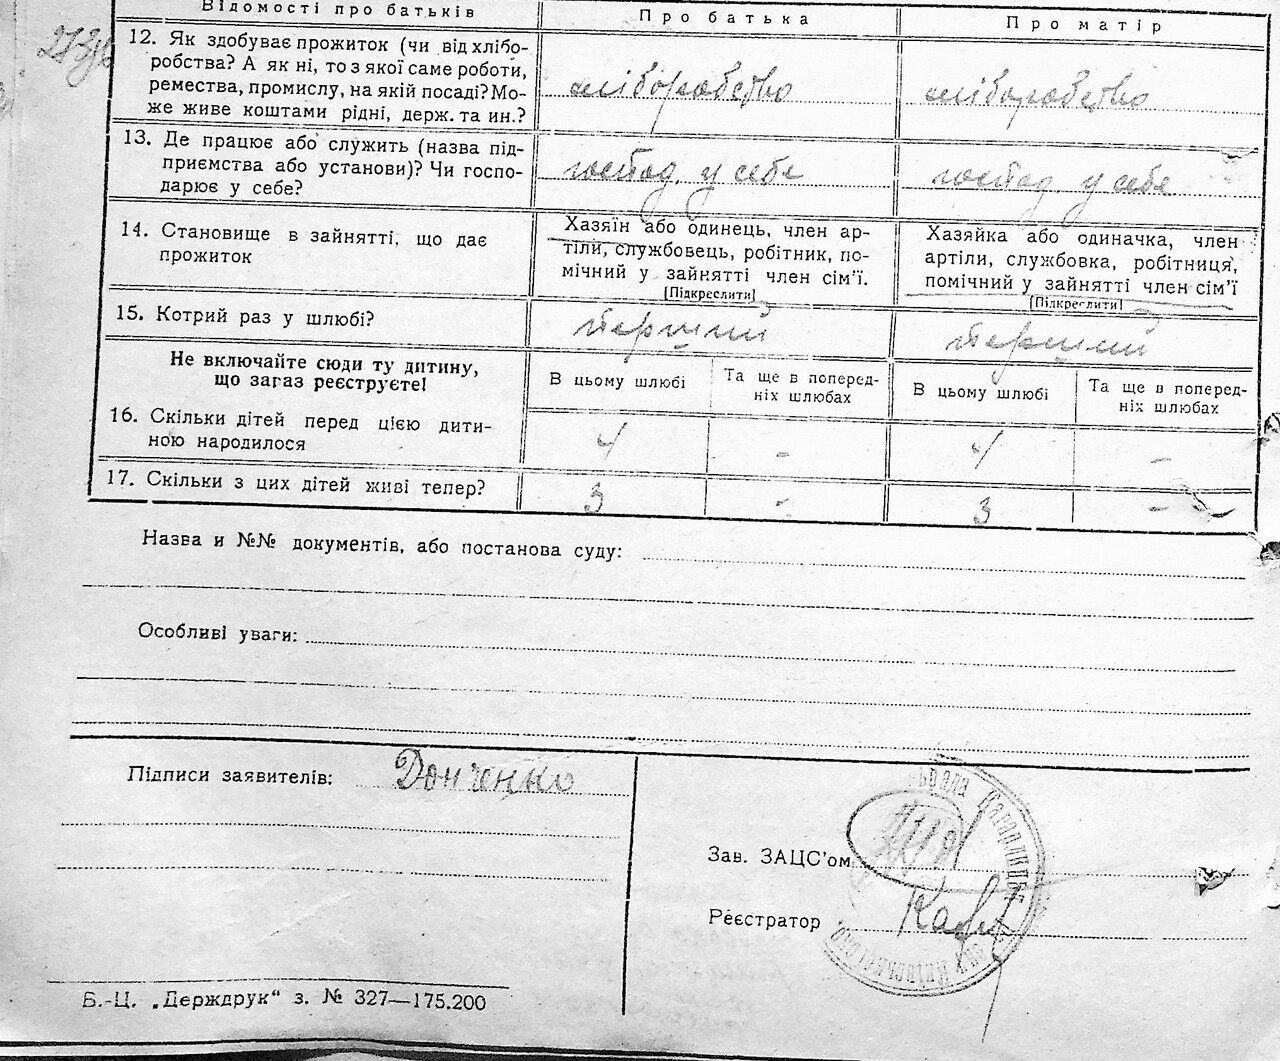 Відомості про батьків Про батька Про матір
12. Як здобуває прожиток (чи від хлібо-
робства? А як ні, то з якої саме роботи,
ремества, промислу, на якій посаді? Мо-
же живе коштами рідні, держ. та ин.?
хліборобство хліборобство
13. Де працює або служить (назва під-
приємства або установи)? Чи госпо-
дарює у себе?
господ. у себе господ. у себе
14. Становище в зайнятті, що дає
прожиток
Хазяїн або одинець, член ар-
тіли, службовець, робітник, по-
мічний у зайнятті член сім'ї.
[Підкреслити]
Хазяйка або одиначка, член
артіли, службовка, робітниця,
помічний у зайнятті член сім'ї
[Підкреслити]
15. Котрий раз у шлюбі? перший перший
Не включайте сюди ту дитину,
що загаз реєструєте!
В цьому шлюбі
Та ще в поперед-
ніх шлюбах
В цьому шлюбі
Та ще в поперед-
ніх шлюбах
16. Скільки дітей перед цією дити-
ною народилося
4 - 4 -
17. Скільки з цих дітей живі тепер? 3 - 3 -
Назва и №№ документів, або постанова суду:
Особливі уваги:
Підписи заявителів: Донченко
Зав. ЗАЦС'ом
Реєстратор
Б.-Ц. „Держдрук" з. № 327—175.200